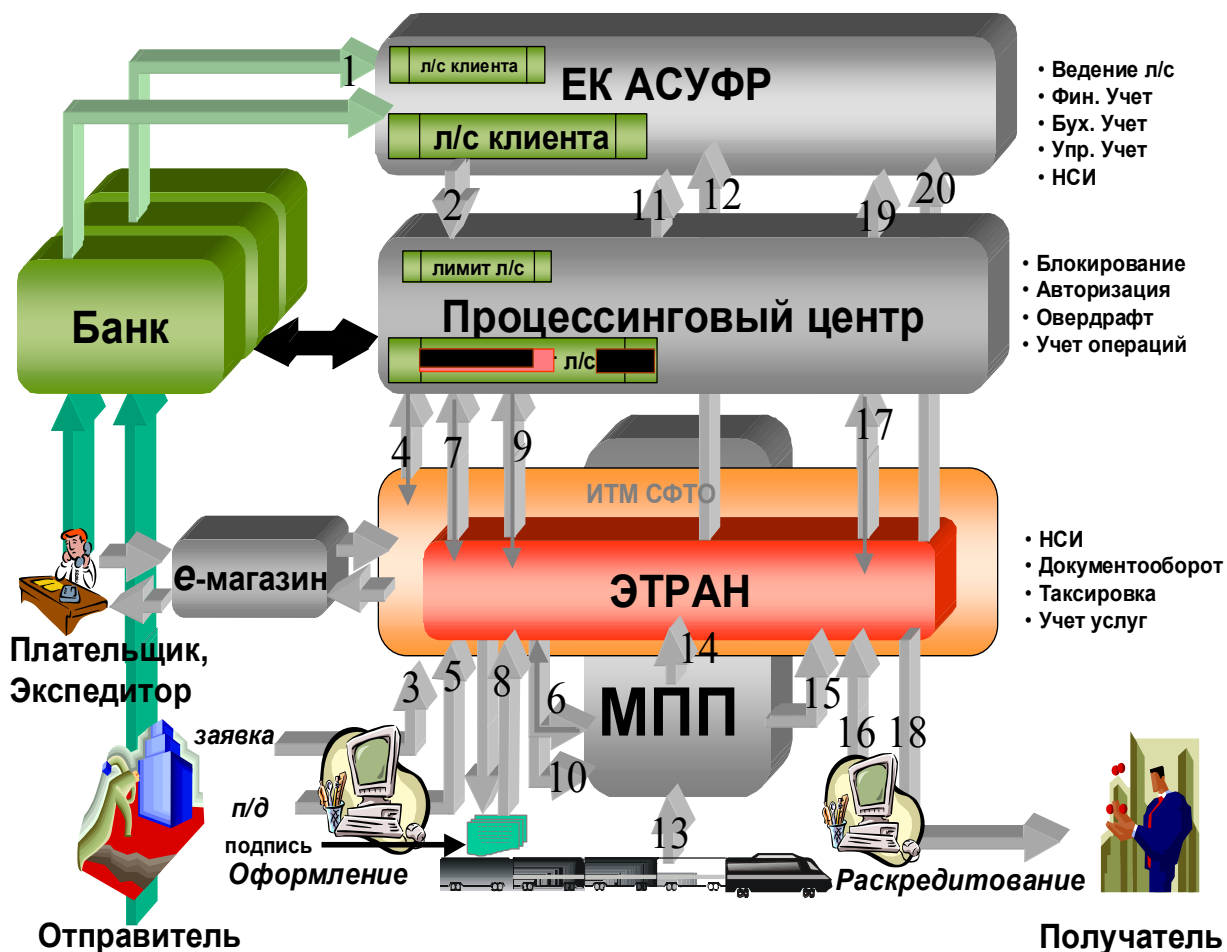 1
л/с клиента
ЕК АСУФР
л/с клиента
• Ведение л/с
• Фин. Учет
• Бух. Учет
• Упр. Учет
• НСИ
2
11
12
19
20
Банк
лимит л/с
Процессинговый центр
л/с
• Блокирование
• Авторизация
• Овердрафт
• Учет операций
4
7
9
17
ИТМ СФТО
ЭТРАН
е-магазин
• НСИ
• Документооборот
• Таксировка
• Учет услуг
Плательщик,
Экспедитор
3
5
8
6
14
15
МПП
16
18
10
13
заявка
п/д
подпись
Оформление
Раскредитование
Отправитель
Получатель